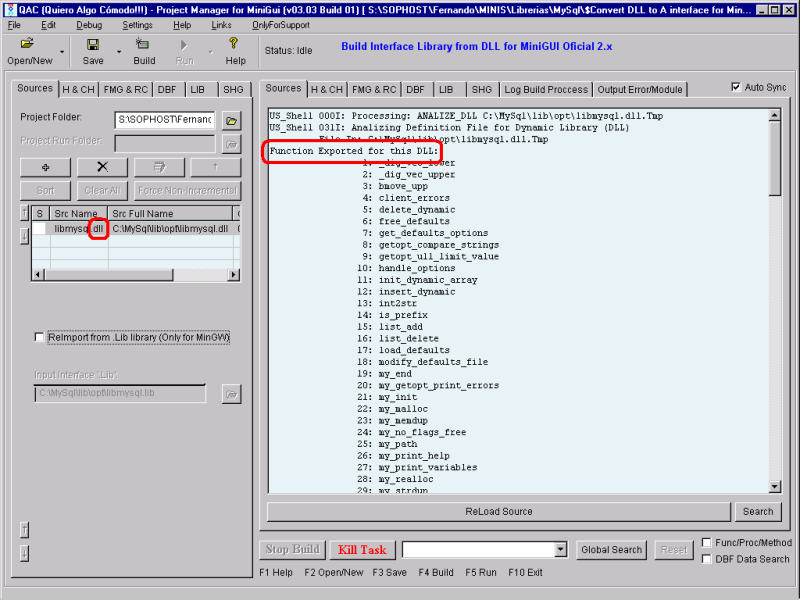 QAC (Quiero Algo Cómodo!!!) - Project Manager for MiniGui (v03.03 Build 01) [ S:\SOPHOST\Fernando\MINIS\Librerias\MySql\$Convert DLL to A interface for Min...
File Edit Debug Settings Help Links OnlyForSupport
Open/New Save Build Run Help
Status: Idle
Build Interface Library from DLL for MiniGUI Oficial 2.x
Sources H & CH FMG & RC DBF LIB SHG
Project Folder: S:\SOPHOST\Fernanc
Project Run Folder:
Sort Clear All Force Non-Incremental
S Src Name Src Full Name
libmysql.dll C:\MySql\lib\opt\libmysql.dll
ReImport from .Lib library (Only for MinGW)
Input Interface 'Lib':
C:\MySql\lib\opt\libmysql.lib
Sources H & CH FMG & RC DBF LIB SHG Log Build Proccess Output Error/Module
Auto Sync
US_Shell 000I: Processing: ANALIZE_DLL C:\MySql\lib\opt\libmysql.dll.Tmp
US_Shell 031I: Analizing Definition File for Dynamic Library (DLL)
File In: C:\MySql\lib\opt\libmysql.dll.Tmp
Function Exported for this DLL:
1: _dig_vec_lower
2: _dig_vec_upper
3: bmove_upp
4: client_errors
5: delete_dynamic
6: free_defaults
7: get_defaults_options
8: getopt_compare_strings
9: getopt_ull_limit_value
10: handle_options
11: init_dynamic_array
12: insert_dynamic
13: int2str
14: is_prefix
15: list_add
16: list_delete
17: load_defaults
18: modify_defaults_file
19: my_end
20: my_getopt_print_errors
21: my_init
22: my_malloc
23: my_memdup
24: my_no_flags_free
25: my_path
26: my_print_help
27: my_print_variables
28: my_realloc
29: my_strdup
ReLoad Source Search
Stop Build Kill Task Global Search Reset
Func/Proc/Method
DBF Data Search
F1 Help F2 Open/New F3 Save F4 Build F5 Run F10 Exit